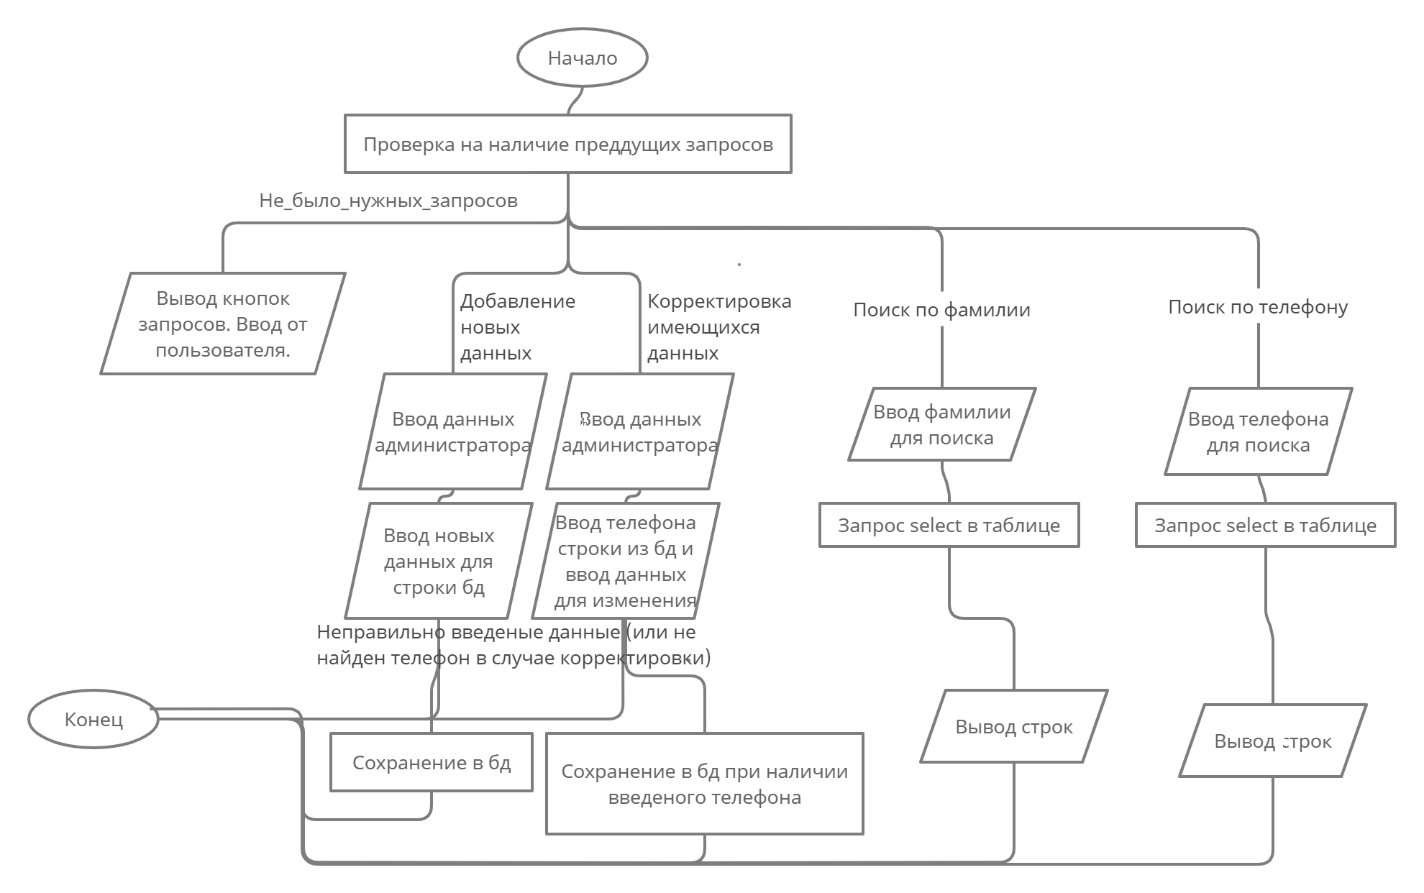 Начало
Проверка на наличие преддущих запросов
Не_было_нужных_запросов
Вывод кнопок
запросов. Ввод от
пользователя.
Добавление
новых
данных
Корректировка
имеющихся
данных
Поиск по фамилии
Поиск по телефону
Ввод данных
администратора
Ввод данных
администратора
Ввод фамилии
для поиска
Ввод телефона
для поиска
Ввод новых
данных для
строки бд
Ввод телефона
строки из бд и
ввод данных
для изменения
Запрос select в таблице
Запрос select в таблице
Неправильно введеные данные (или не
найден телефон в случае корректировки)
Конец
Сохранение в бд
Сохранение в бд при наличии
введеного телефона
Вывод строк
Вывод строк